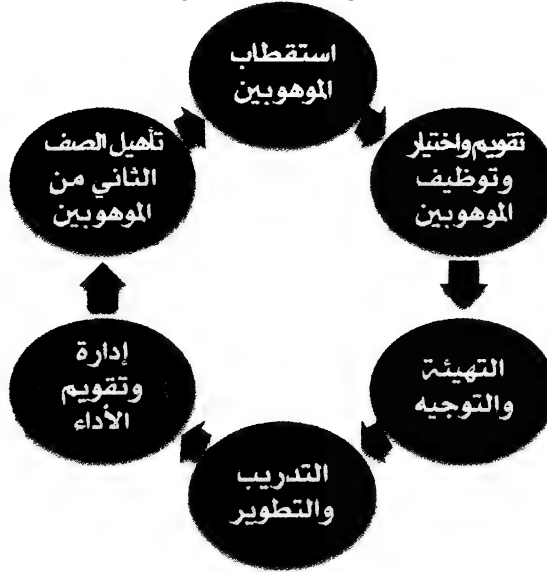 استقطاب
الموهوبين
تقويم واختيار
وتوظيف
الموهوبين
التهيئة
والتوجيه
التدريب
والتطوير
إدارة
وتقويم
الأداء
تأهيل الصف
الثاني من
الموهوبين